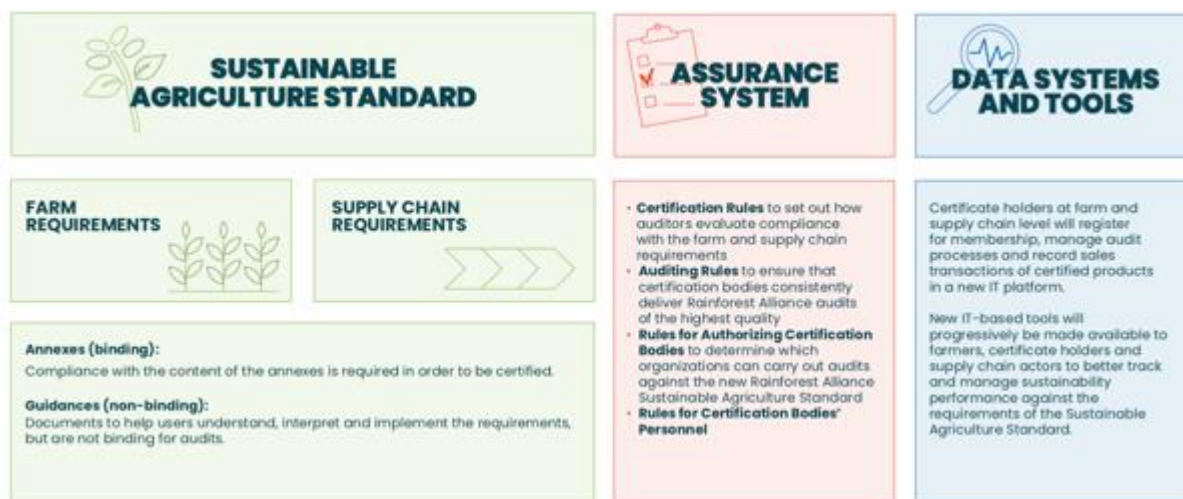 SUSTAINABLE
AGRICULTURE STANDARD
ASSURANCE
SYSTEM
DATA SYSTEMS
AND TOOLS
FARM
REQUIREMENTS
SUPPLY CHAIN
REQUIREMENTS
Annexes (binding):
Compliance with the content of the annexes is required in order to be certified.
Guidances (non-binding):
Documents to help users understand, interpret and implement the requirements,
but are not binding for audits.
• Certification Rules to set out how
auditors evaluate compliance
with the farm and supply chain
requirements
• Auditing Rules to ensure that
certification bodies consistently
deliver Rainforest Alliance audits
of the highest quality
• Rules for Authorizing Certification
Bodies to determine which
organizations can carry out audits
against the new Rainforest Alliance
Sustainable Agriculture Standard
• Rules for Certification Bodies'
Personnel
Certificate holders at farm and
supply chain level will register
for membership, manage audit
processes and record sales
transactions of certified products
in a new IT platform.
New IT-based tools will
progressively be made available to
farmers, certificate holders and
supply chain actors to better track
and manage sustainability
performance against the
requirements of the Sustainable
Agriculture Standard.